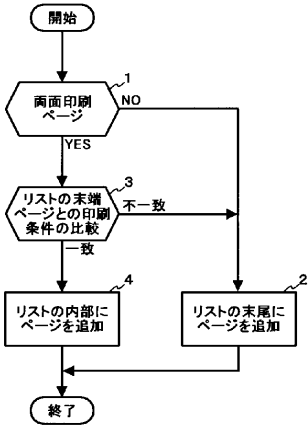 開始
1
両面印刷
ページ
NO
YES
3
リストの末端
ページとの印刷
条件の比較
不一致
一致
4
リストの内部に
ページを追加
2
リストの末尾に
ページを追加
終了